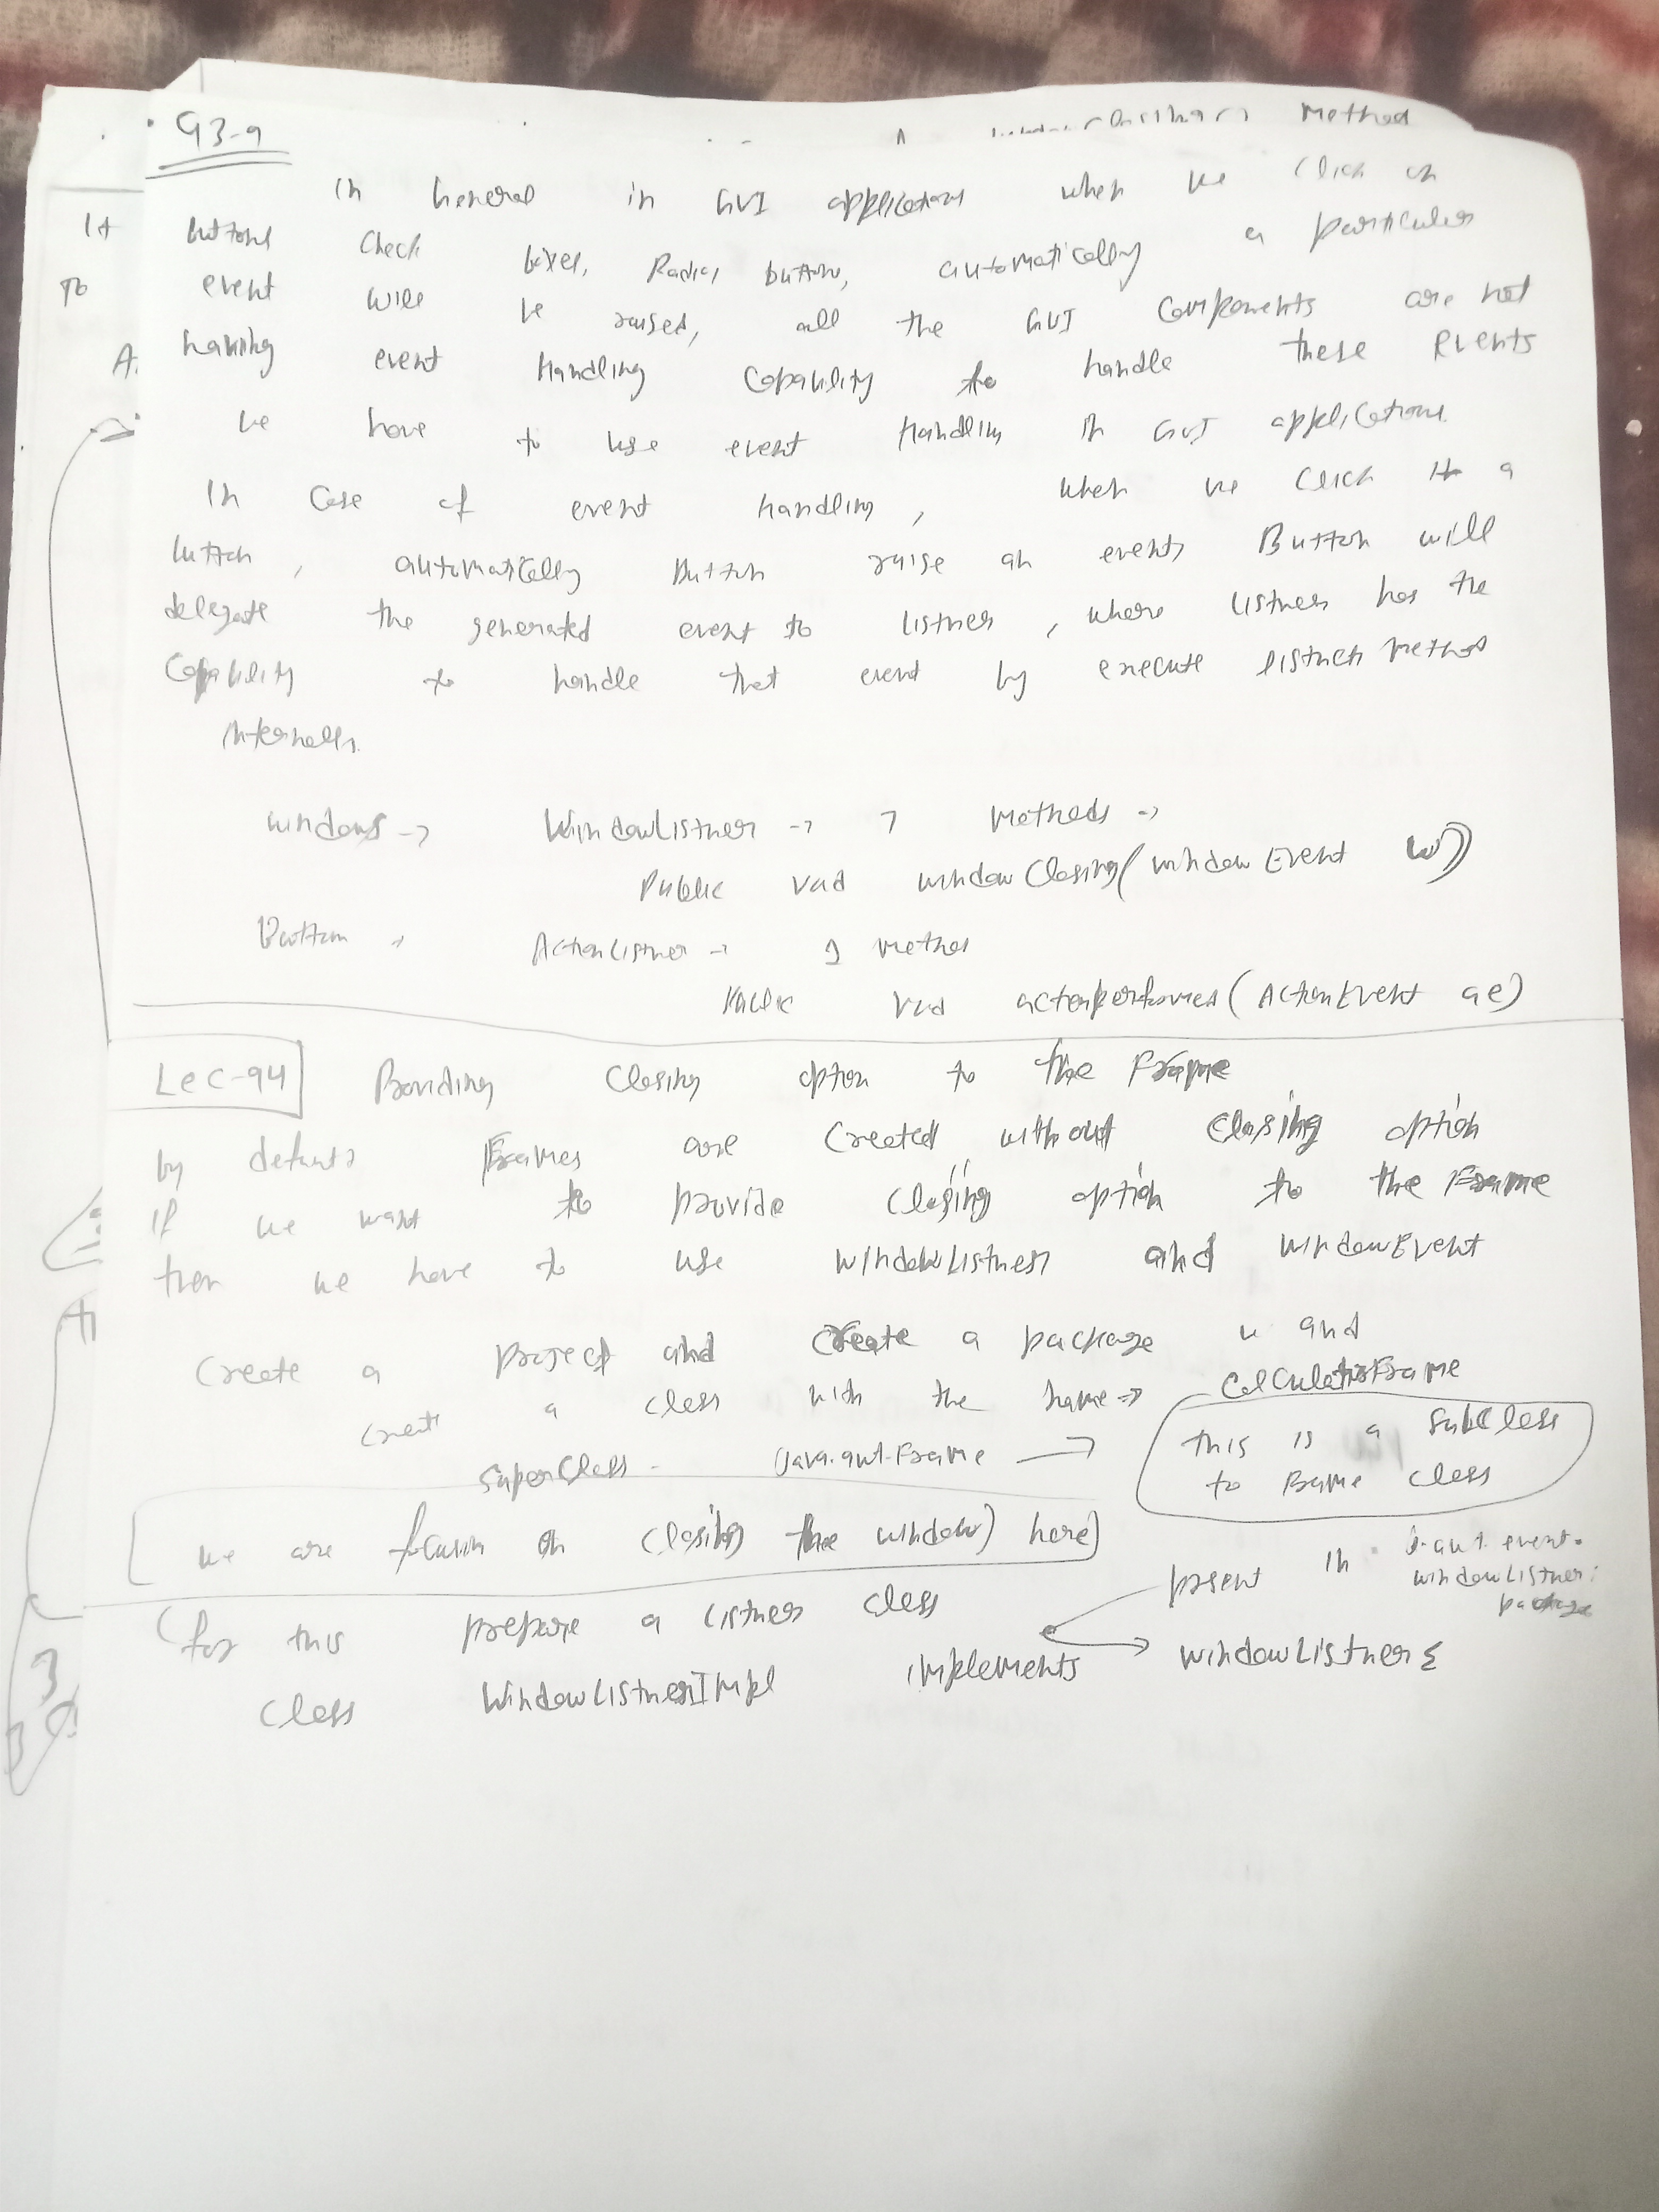 93-9
Method
In General in GUI applications when we click on
buttons check boxes, Radio button, automatically a particular
event will be raised, all the GUI Components are not
having event Handling Capability to handle these Events
we have to use event Handling in GUI applications.
In Case of event handling, when we click a
button, automatically Button raise an events Button will
delegate the generated event to listner, where listner has the
Capability to handle that event by execute listner method
internally.
windows → WindowListner → 7 methods →
Public void windowClosing(windowEvent we)
Button → ActionListner → 1 method
Public void actionperformed(ActionEvent ae)
Lec-94 Providing Closing option to the Frame
by default Frames are Created without Closing option
If we want to provide Closing option to the Frame
then we have to use windowListner and windowEvent
Create a project and Create a package and
create a class with the name → CalculatorFrame
SuperClass - java.awt.Frame → this is a subclass
to Frame class
we are focus on Closing the window) here)
present in j.awt.event.
windowListner;
package
(for this prepare a listner class
class WindowListnerImpl implements → windowListner {